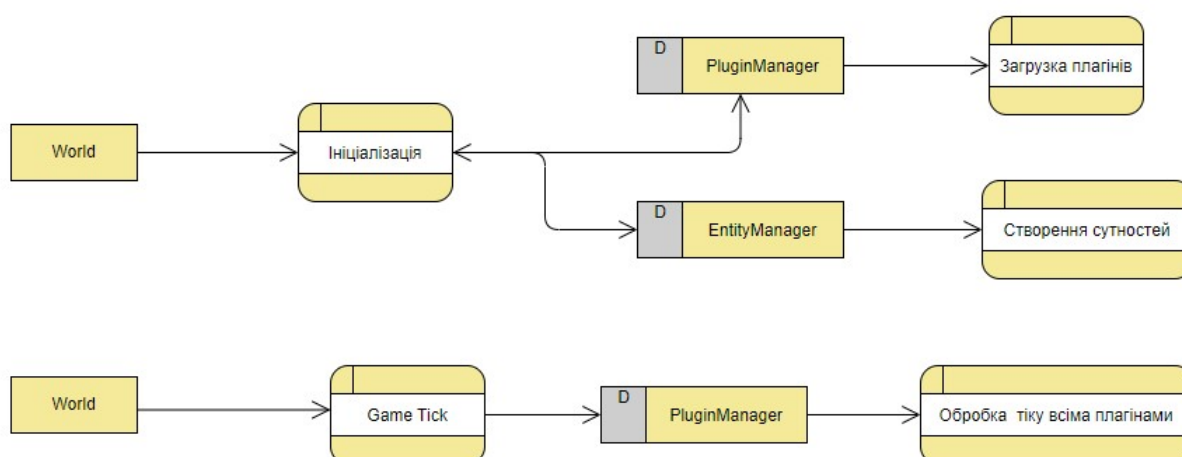 D
PluginManager
Загрузка плагінів
World
Ініціалізація
D
EntityManager
Створення сутностей
World
Game Tick
D
PluginManager
Обробка тіку всіма плагінами